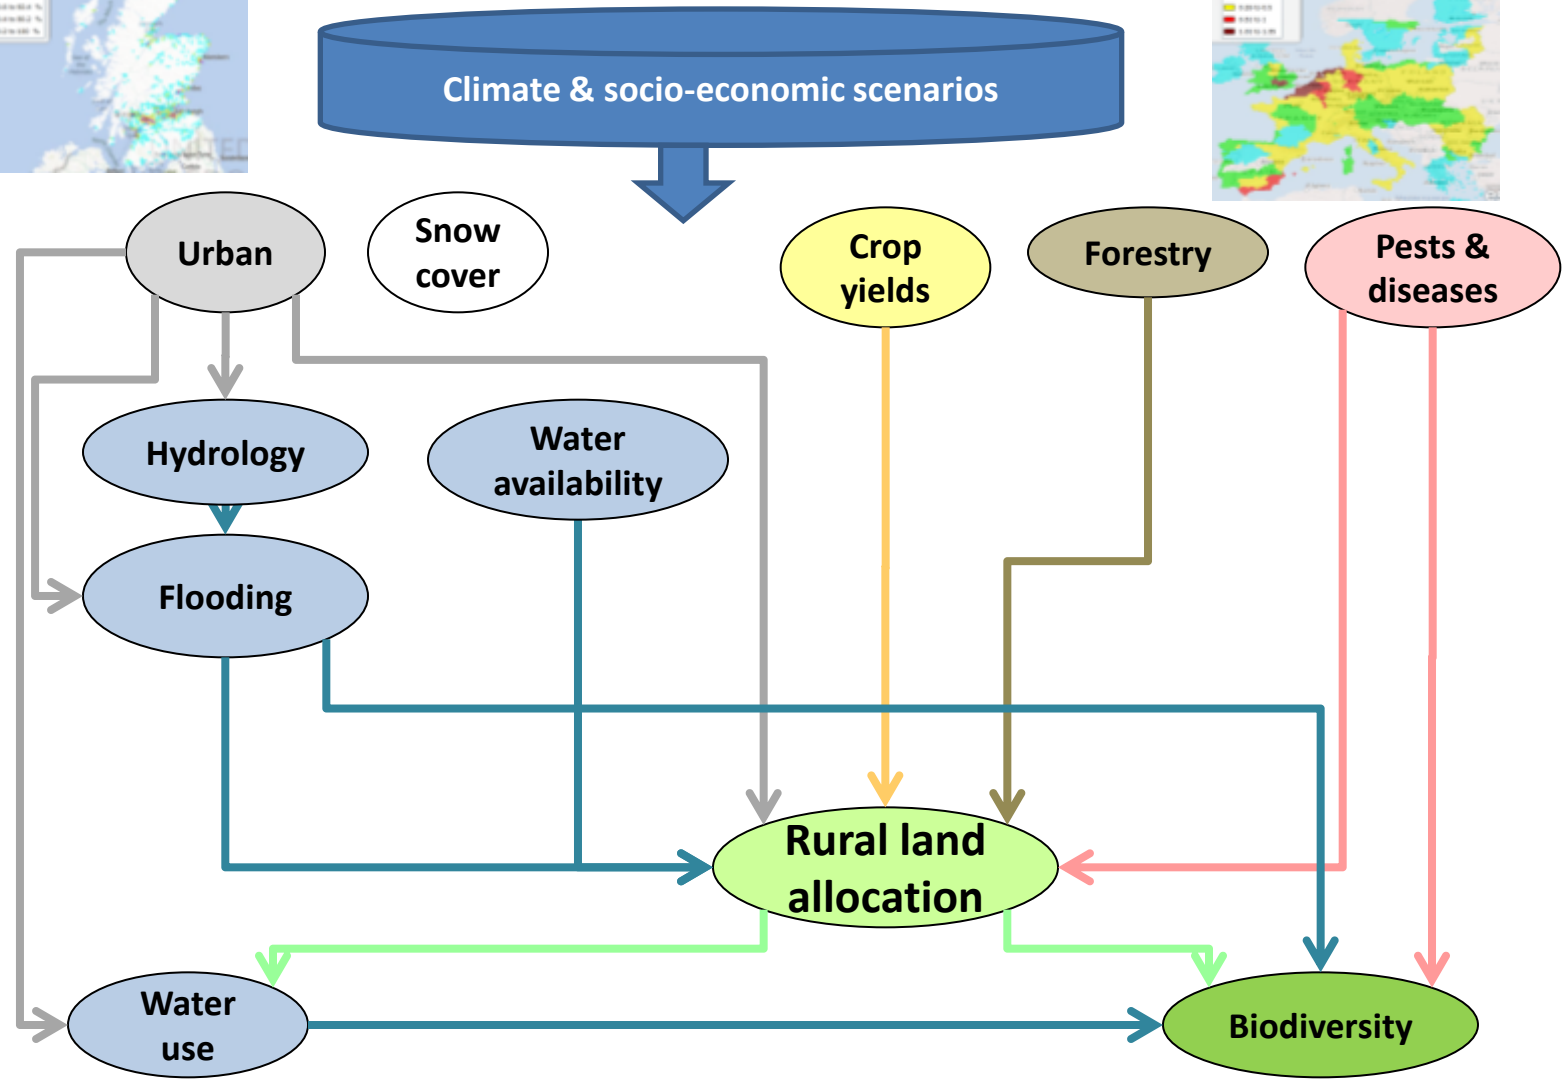 Climate & socio-economic scenarios
Urban
Snow
cover
Crop
yields
Forestry
Pests &
diseases
Hydrology
Water
availability
Flooding
Rural land
allocation
Water
use
Biodiversity